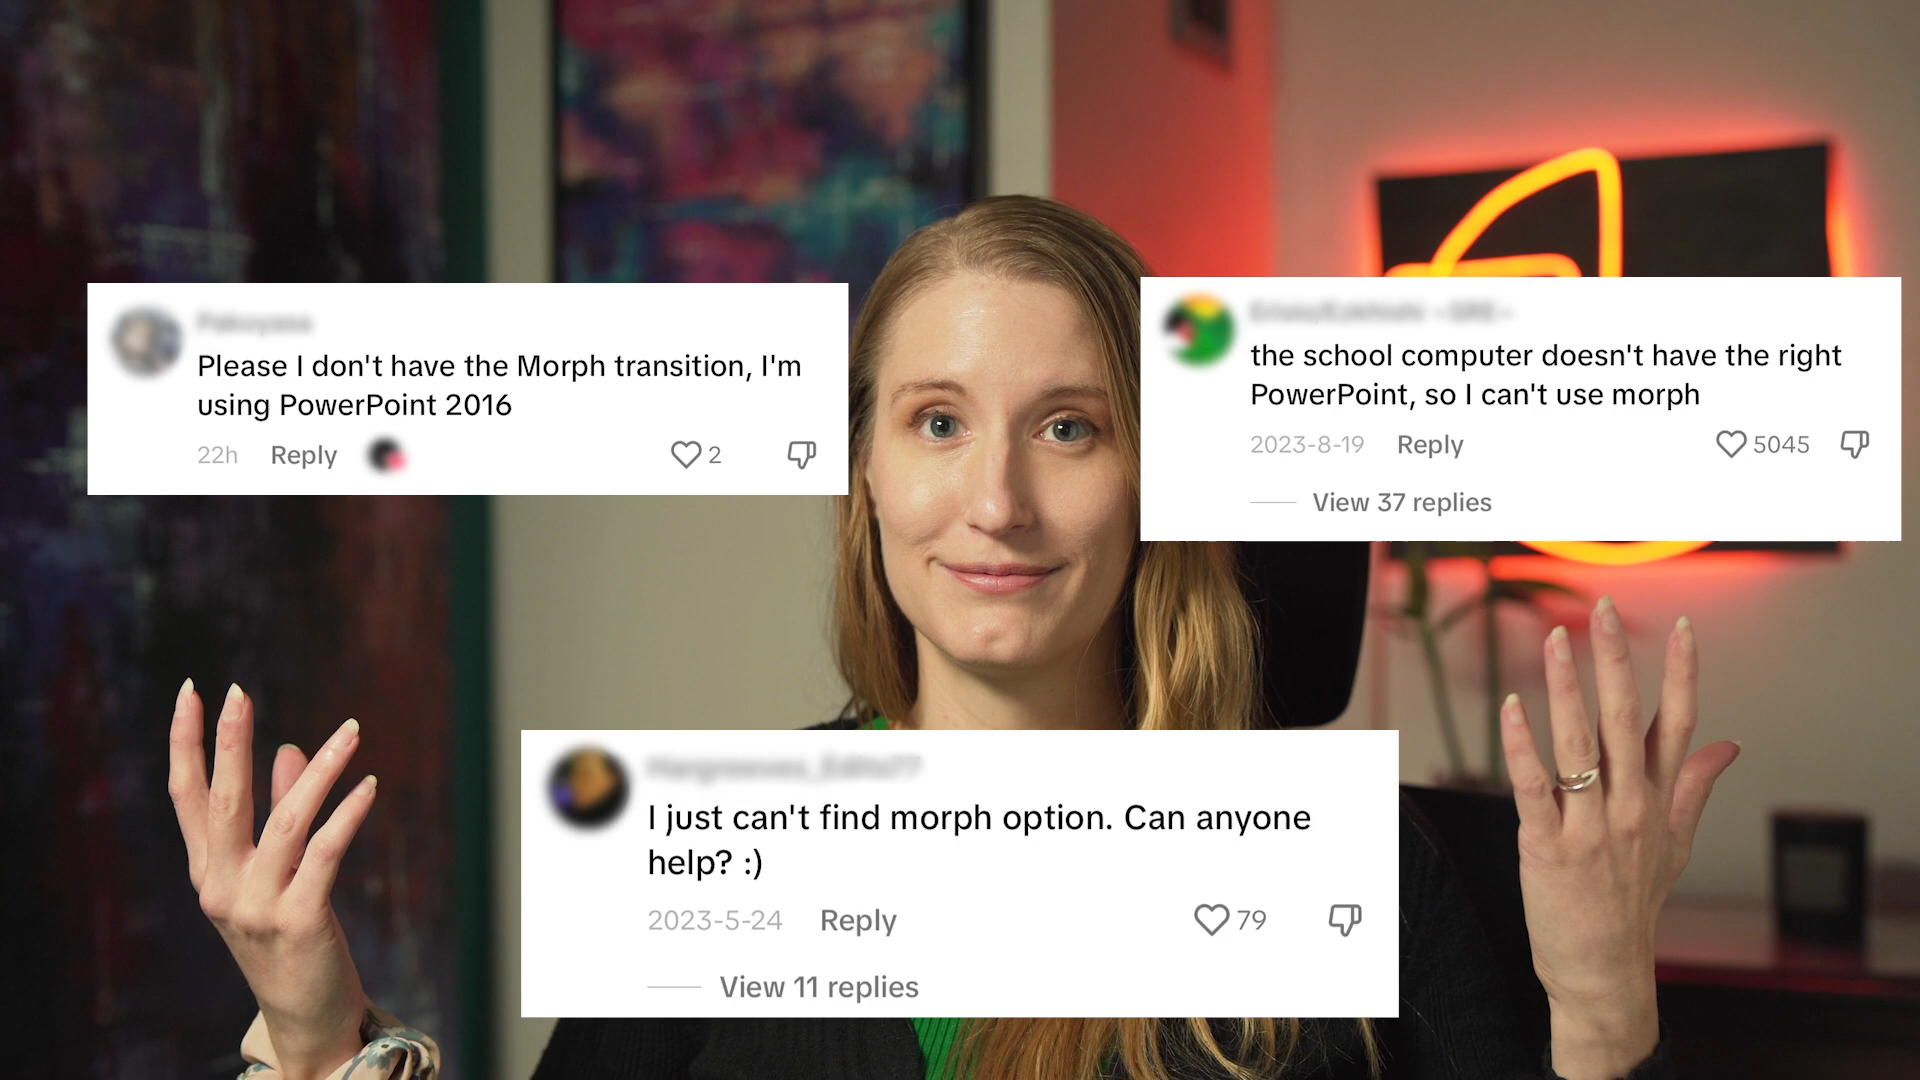 Please I don't have the Morph transition, I'm
using PowerPoint 2016
22h Reply 2
the school computer doesn't have the right
PowerPoint, so I can't use morph
2023-8-19 Reply 5045
View 37 replies
I just can't find morph option. Can anyone
help? :)
2023-5-24 Reply 79
View 11 replies